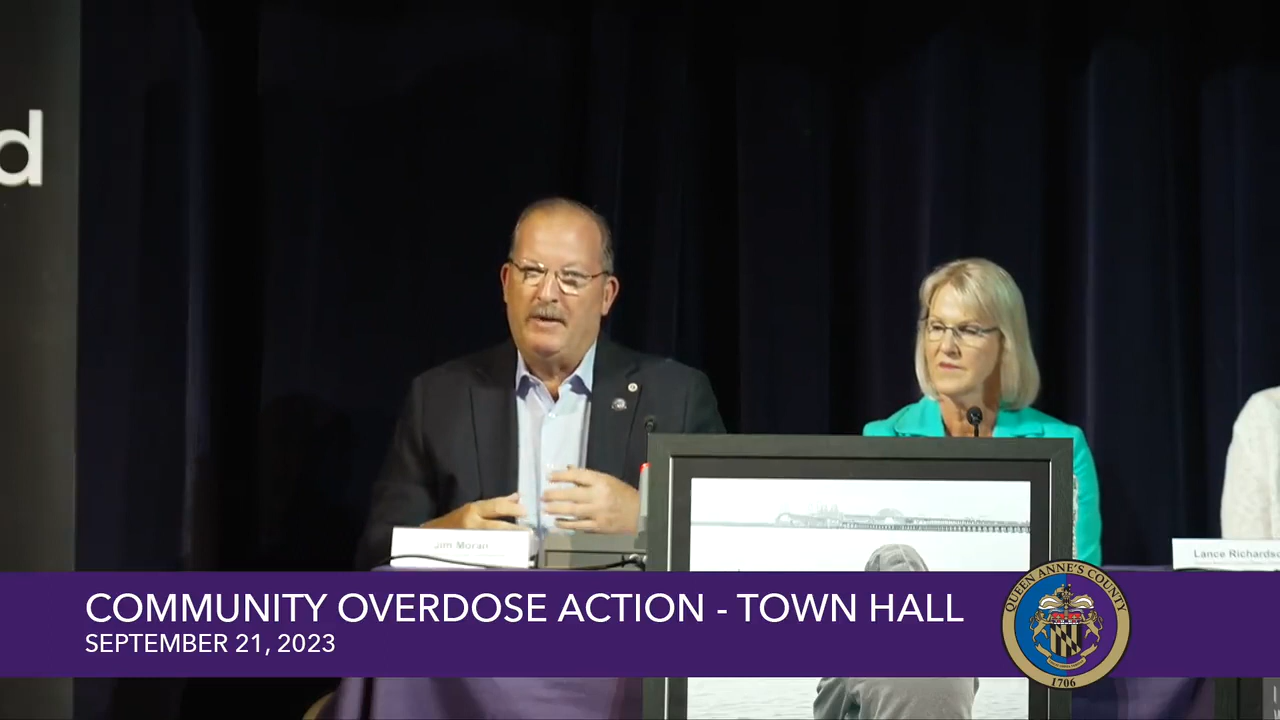 d
Jim Moran
Lance Richardso
COMMUNITY OVERDOSE ACTION - TOWN HALL
SEPTEMBER 21, 2023
QUEEN ANNE'S COUNTY
1706